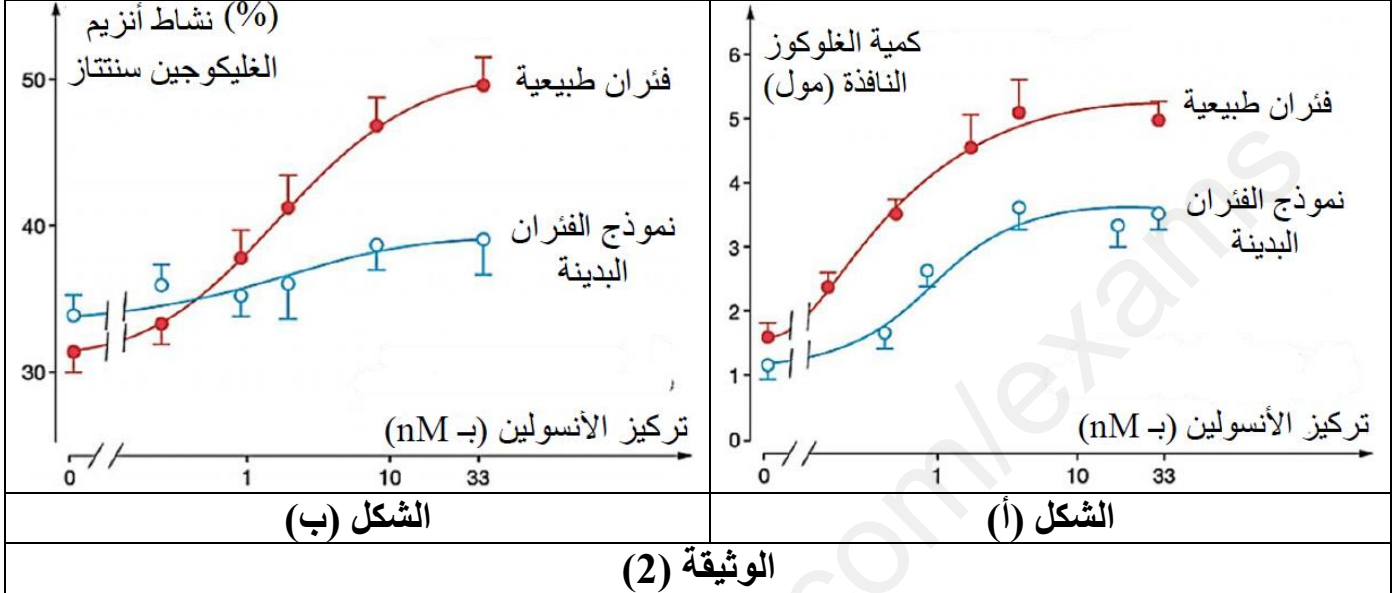 كمية الغلوكوز
النافذة (مول)
6
5
4
3
2
1
0
فئران طبيعية
نموذج الفئران
البدينة
تركيز الأنسولين (بـ nM)
0 1 10 33
الشكل (أ)
(%) نشاط أنزيم
الغليكوجين سنتتاز
50
40
30
فئران طبيعية
نموذج الفئران
البدينة
تركيز الأنسولين (بـ nM)
0 1 10 33
الشكل (ب)
الوثيقة (2)
com/exams